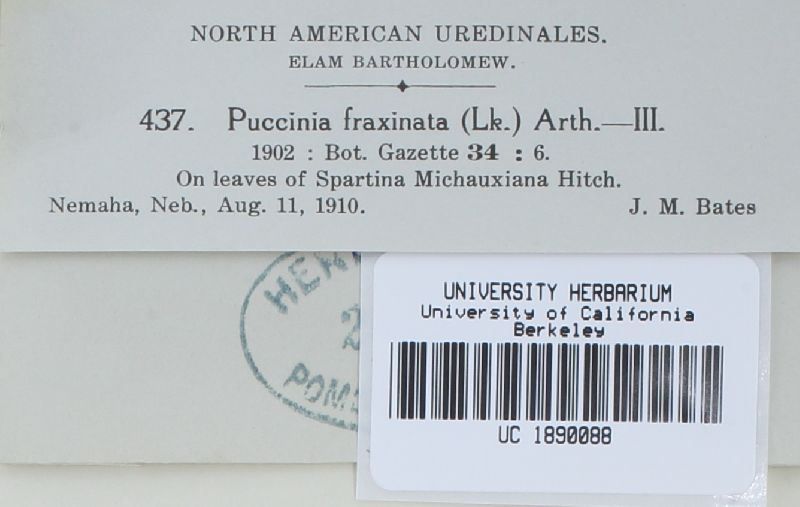 NORTH AMERICAN UREDINALES.
ELAM BARTHOLOMEW.
437. Puccinia fraxinata (Lk.) Arth.—III.
1902 : Bot. Gazette 34 : 6.
On leaves of Spartina Michauxiana Hitch.
Nemaha, Neb., Aug. 11, 1910. J. M. Bates
UNIVERSITY HERBARIUM
University of California
Berkeley
UC 1890088